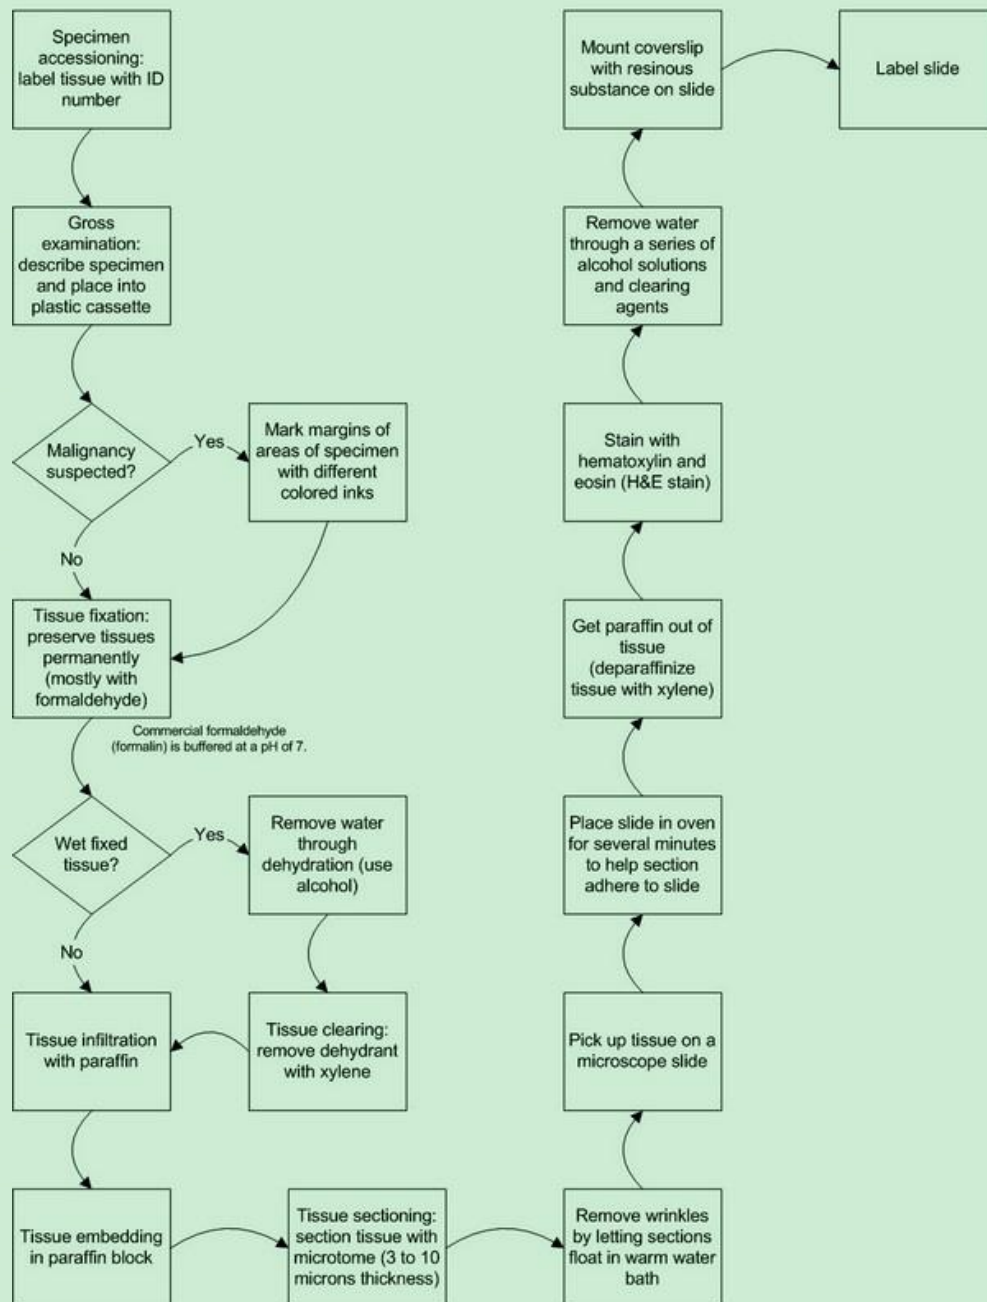 Specimen
accessioning:
label tissue with ID
number
Gross
examination:
describe specimen
and place into
plastic cassette
Malignancy
suspected?
Yes
Mark margins of
areas of specimen
with different
colored inks
No
Tissue fixation:
preserve tissues
permanently
(mostly with
formaldehyde)
Commercial formaldehyde
(formalin) is buffered at a pH of 7.
Wet fixed
tissue?
Yes
Remove water
through
dehydration (use
alcohol)
No
Tissue clearing:
remove dehydrant
with xylene
Tissue infiltration
with paraffin
Tissue embedding
in paraffin block
Tissue sectioning:
section tissue with
microtome (3 to 10
microns thickness)
Remove wrinkles
by letting sections
float in warm water
bath
Pick up tissue on a
microscope slide
Place slide in oven
for several minutes
to help section
adhere to slide
Get paraffin out of
tissue
(deparaffinize
tissue with xylene)
Stain with
hematoxylin and
eosin (H&E stain)
Remove water
through a series of
alcohol solutions
and clearing
agents
Mount coverslip
with resinous
substance on slide
Label slide